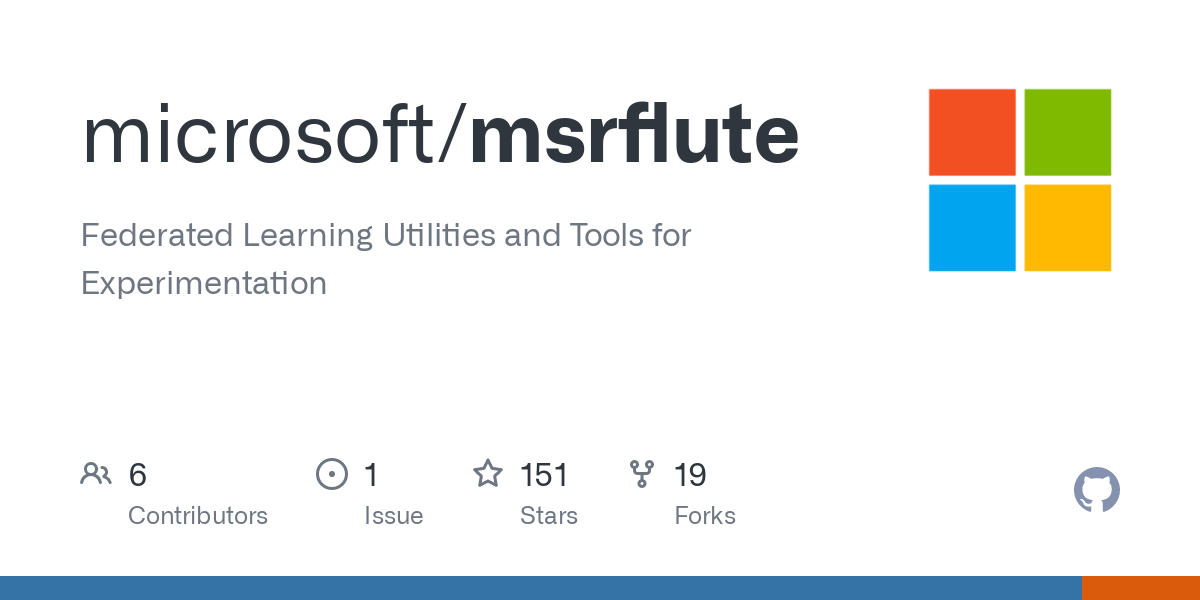 microsoft/msrflute
Federated Learning Utilities and Tools for
Experimentation
6
Contributors
1
Issue
151
Stars
19
Forks